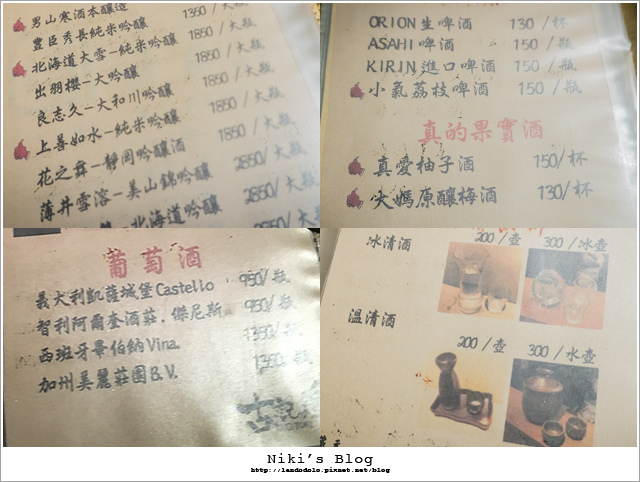 男山寒酒本釀造 1350 / 大瓶
豊臣秀長純米吟釀 1850 / 大瓶
北海道大雪－純米吟釀 1850 / 大瓶
出羽櫻－大吟釀 1850 / 大瓶
良志久－大和川吟釀 1850 / 大瓶
上善如水－純米吟釀 1850 / 大瓶
花之舞－靜岡吟釀酒 2850 / 大瓶
薄井雪溶－美山錦吟釀 2850 / 大瓶
北海道吟釀
ORION生啤酒 130 / 杯
ASAHI啤酒 150 / 瓶
KIRIN進口啤酒 150 / 瓶
小氣荔枝啤酒 150 / 瓶
真的果實酒
真愛柚子酒 150/杯
大媽原釀梅酒 130/杯
葡萄酒
義大利凱薩城堡Castello 950/瓶
智利阿爾奎酒莊．傑尼斯 950/瓶
西班牙畢伯納Vina. 1350/瓶
加州美麗莊園B.V. 1350/瓶
冰清酒 200 / 壺 300 / 冰壺
溫清酒 200 / 壺 300 / 水壺
Niki's Blog
http://landodolo.pixnet.net/blog